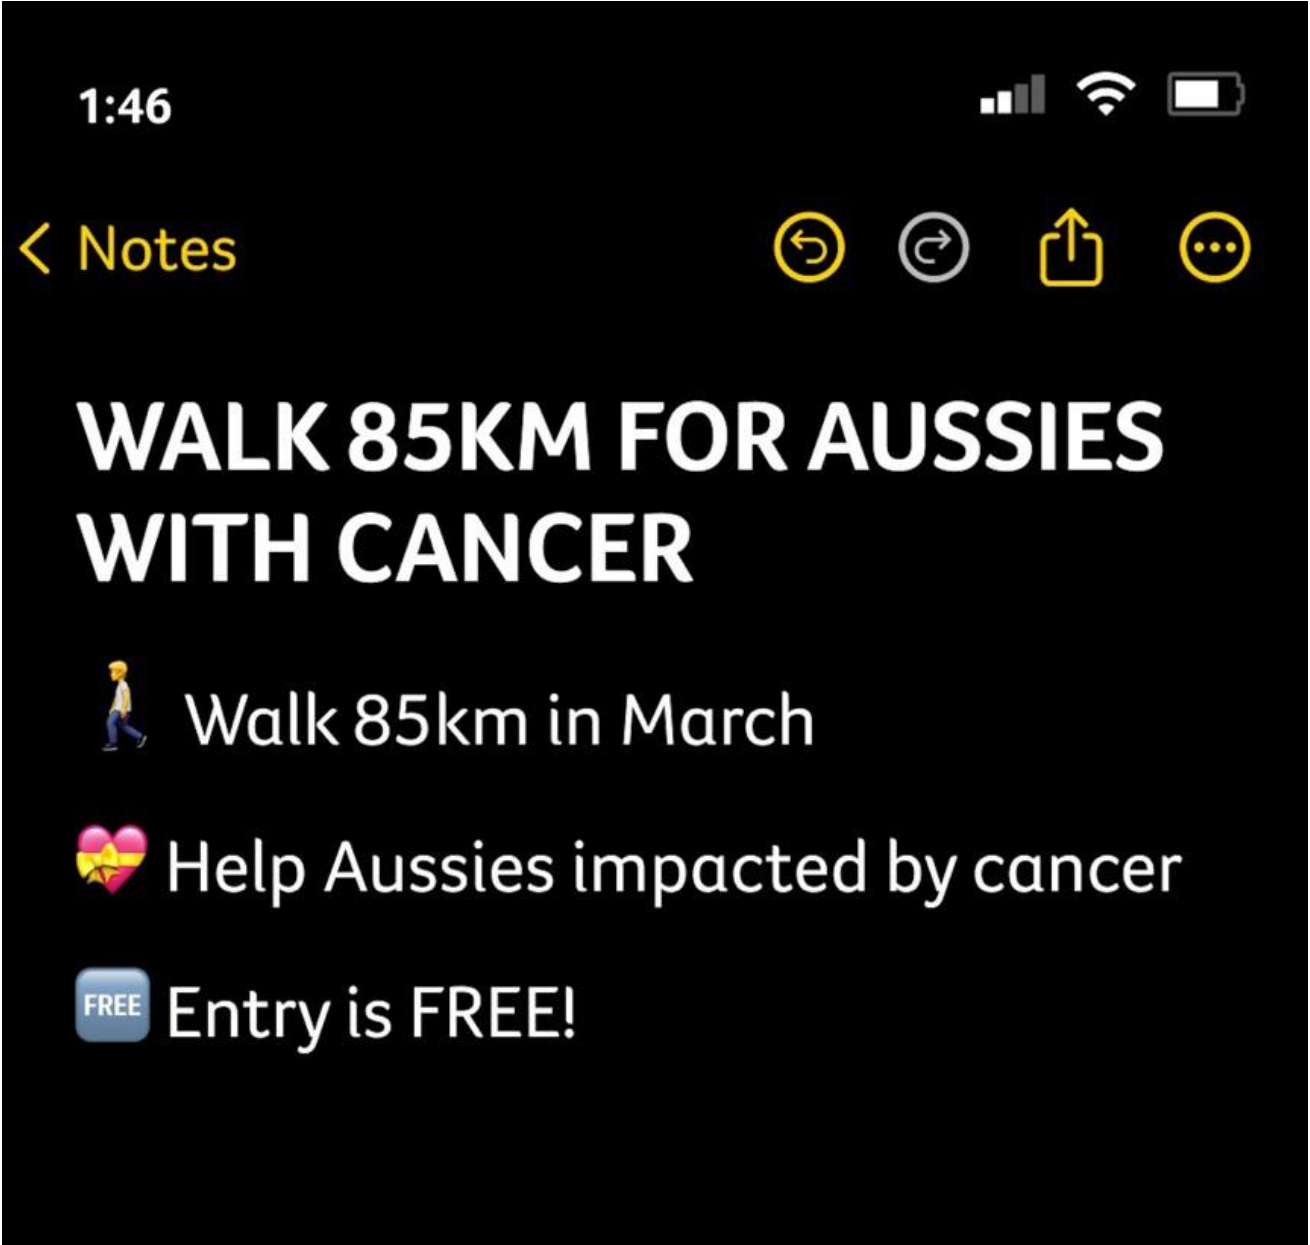 1:46
Notes
WALK 85KM FOR AUSSIES
WITH CANCER
Walk 85km in March
Help Aussies impacted by cancer
FREE Entry is FREE!